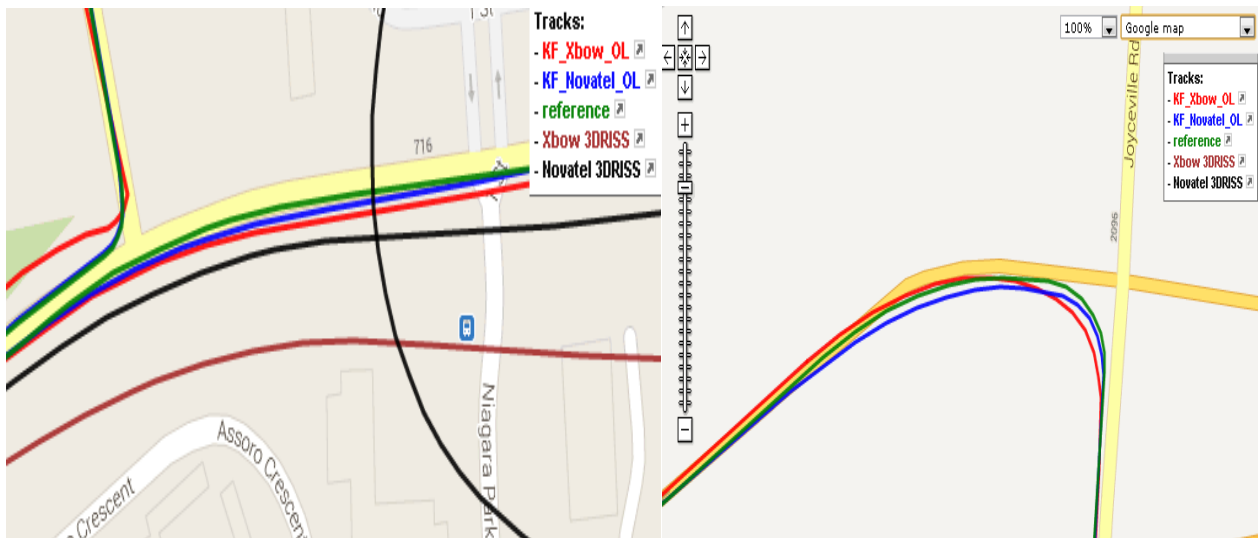 Tracks:
- KF_Xbow_OL
- KF_Novatel_OL
- reference
- Xbow 3DRISS
- Novatel 3DRISS
716
Niagara Park
Assoro Crescent
Crescent
100%
Google map
Joyceville Rd
2096
Tracks:
- KF_Xbow_OL
- KF_Novatel_OL
- reference
- Xbow 3DRISS
- Novatel 3DRISS